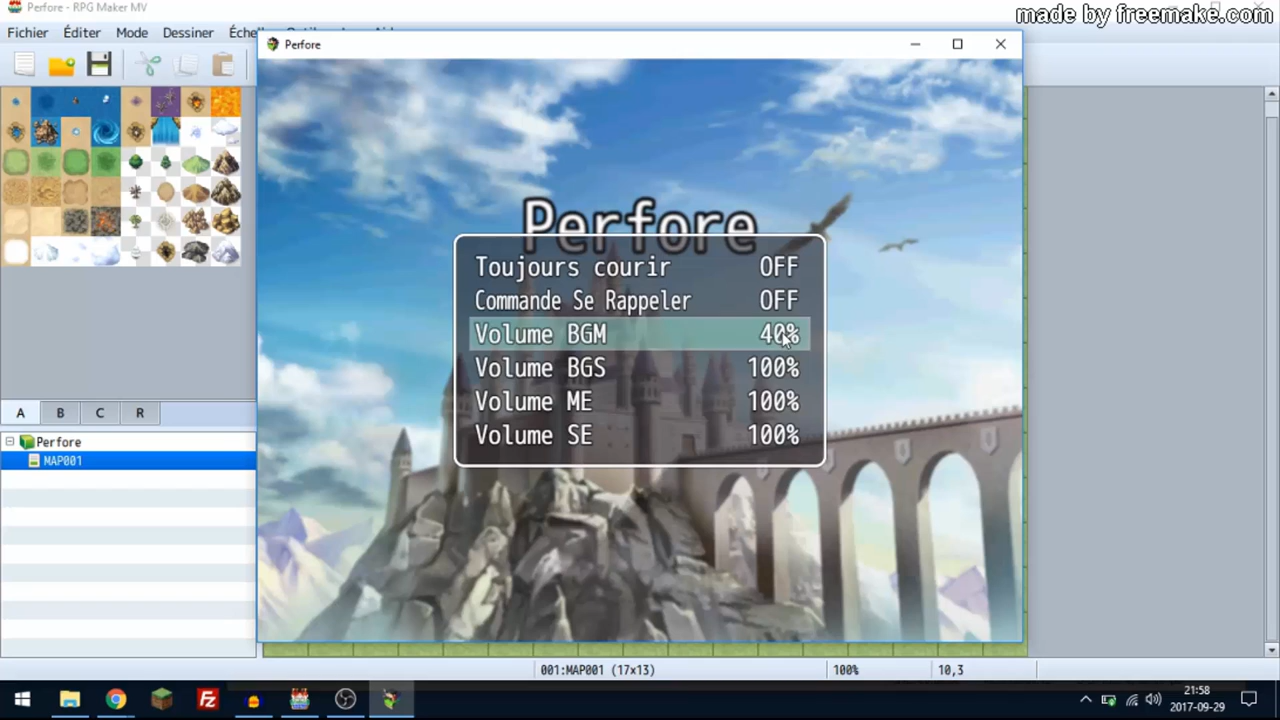 Perfore - RPG Maker MV
made by freemake.com
Fichier Éditer Mode Dessiner
Perfore
Perfore
Toujours courir OFF
Commande Se Rappeler OFF
Volume BGM 40%
Volume BGS 100%
Volume ME 100%
Volume SE 100%
A B C R
Perfore
MAP001
001:MAP001 (17x13) 100% 10,3
21:58
2017-09-29